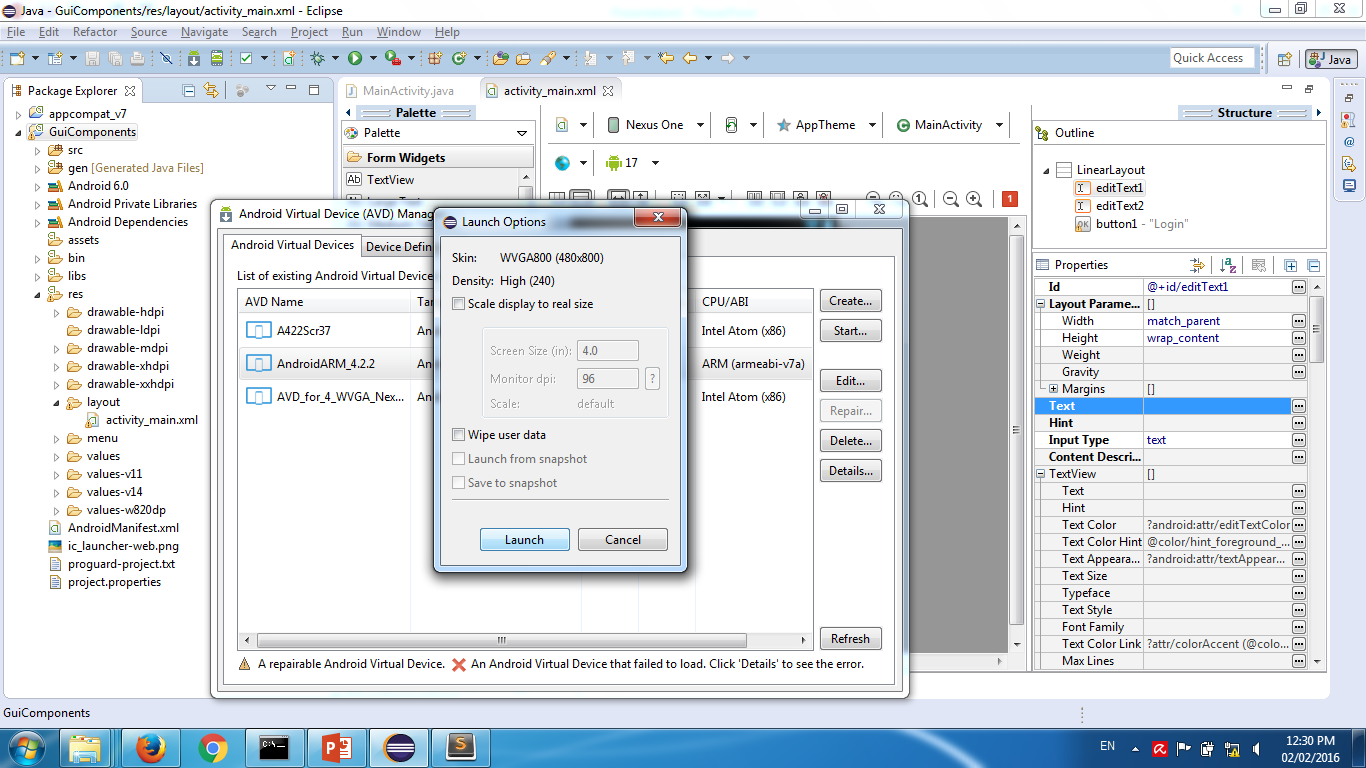 Java - GuiComponents/res/layout/activity_main.xml - Eclipse
File Edit Refactor Source Navigate Search Project Run Window Help
Quick Access
Java
Package Explorer
appcompat_v7
GuiComponents
src
gen [Generated Java Files]
Android 6.0
Android Private Libraries
Android Dependencies
assets
bin
libs
res
drawable-hdpi
drawable-ldpi
drawable-mdpi
drawable-xhdpi
drawable-xxhdpi
layout
activity_main.xml
menu
values
values-v11
values-v14
values-w820dp
AndroidManifest.xml
ic_launcher-web.png
proguard-project.txt
project.properties
MainActivity.java
activity_main.xml
Palette
Palette
Form Widgets
TextView
Nexus One
AppTheme
MainActivity
17
1
Structure
Outline
LinearLayout
editText1
editText2
button1 - "Login"
Properties
Id @+id/editText1
Layout Parame... []
Width match_parent
Height wrap_content
Weight
Gravity
Margins []
Text
Hint
Input Type text
Content Descri...
TextView []
Text
Hint
Text Color ?android:attr/editTextColor
Text Color Hint @color/hint_foreground_...
Text Appeara... ?android:attr/textAppear...
Text Size
Typeface
Text Style
Font Family
Text Color Link ?attr/colorAccent (@colo...
Max Lines
Android Virtual Device (AVD) Manag
Android Virtual Devices
Device Defin
List of existing Android Virtual Device
AVD Name Ta CPU/ABI
A422Scr37 An Intel Atom (x86)
AndroidARM_4.2.2 An ARM (armeabi-v7a)
AVD_for_4_WVGA_Nex... An Intel Atom (x86)
Create...
Start...
Edit...
Repair...
Delete...
Details...
Refresh
A repairable Android Virtual Device. An Android Virtual Device that failed to load. Click 'Details' to see the error.
Launch Options
Skin: WVGA800 (480x800)
Density: High (240)
Scale display to real size
Screen Size (in): 4.0
Monitor dpi: 96 ?
Scale: default
Wipe user data
Launch from snapshot
Save to snapshot
Launch
Cancel
GuiComponents
EN
12:30 PM
02/02/2016